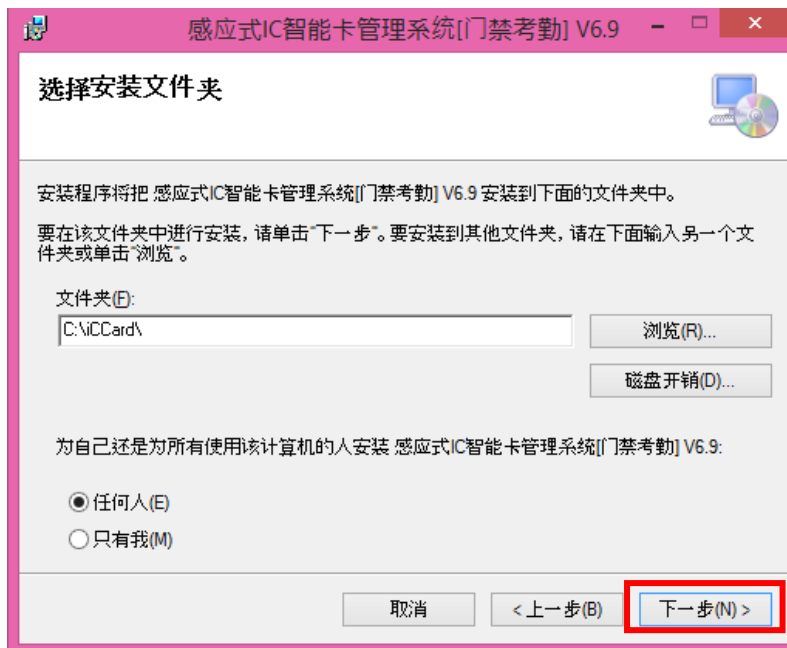 感应式IC智能卡管理系统[门禁考勤] V6.9
选择安装文件夹
安装程序将把 感应式IC智能卡管理系统[门禁考勤] V6.9 安装到下面的文件夹中。
要在该文件夹中进行安装, 请单击"下一步"。要安装到其他文件夹, 请在下面输入另一个文
件夹或单击"浏览"。
文件夹(F):
C:\iCCard\
浏览(R)...
磁盘开销(D)...
为自己还是为所有使用该计算机的人安装 感应式IC智能卡管理系统[门禁考勤] V6.9:
任何人(E)
只有我(M)
取消
< 上一步(B)
下一步(N) >